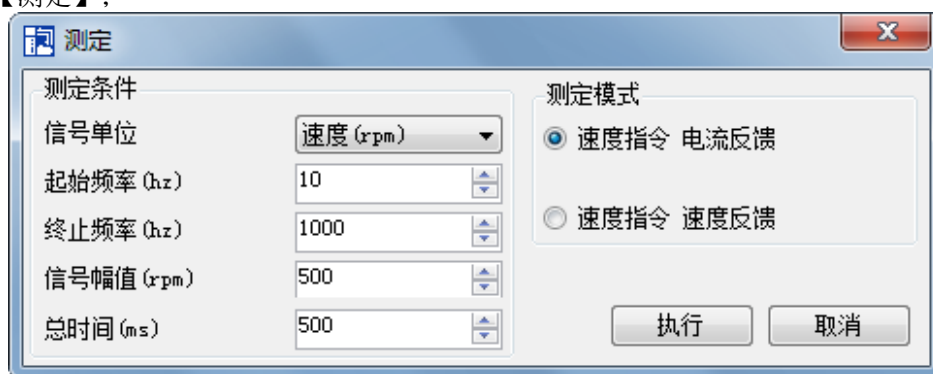 【测定】，
测定
测定条件
信号单位
速度(rpm)
起始频率(hz)
10
终止频率(hz)
1000
信号幅值(rpm)
500
总时间(ms)
500
测定模式
速度指令 电流反馈
速度指令 速度反馈
执行
取消